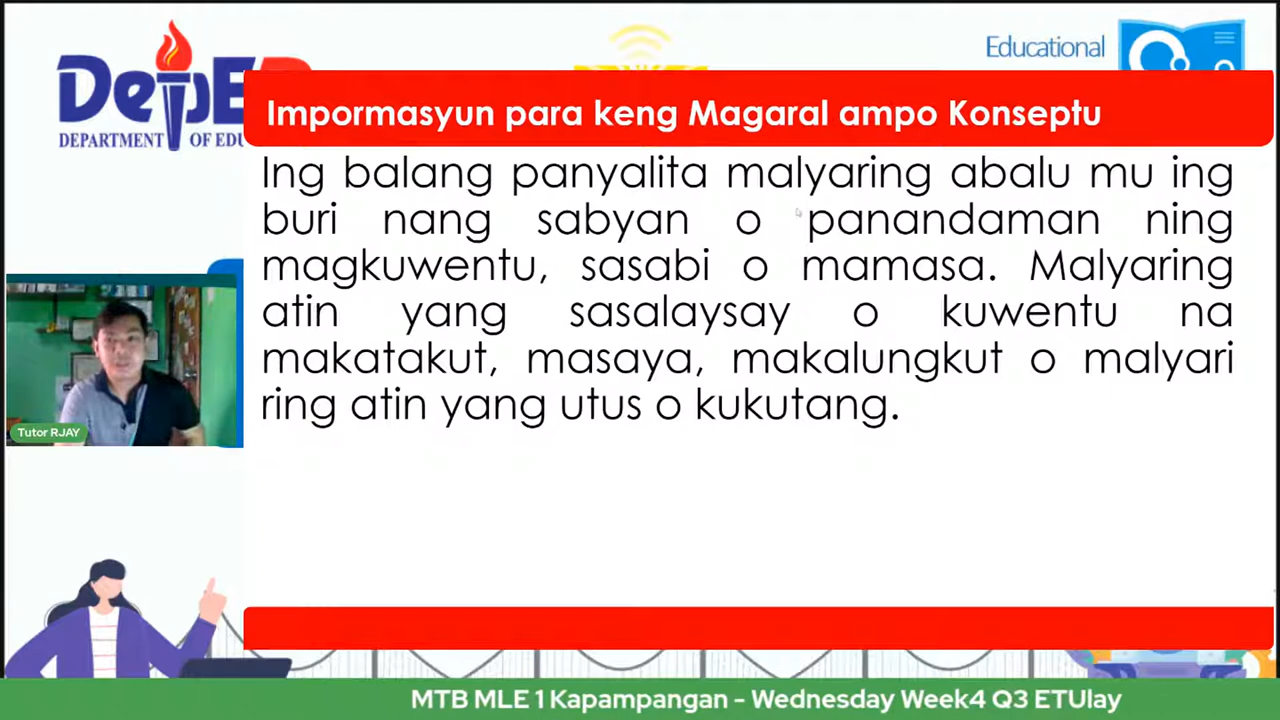 DepED
DEPARTMENT OF EDU
Educational
Impormasyun para keng Magaral ampo Konseptu
Ing balang panyalita malyaring abalu mu ing
buri nang sabyan o panandaman ning
magkuwentu, sasabi o mamasa. Malyaring
atin yang sasalaysay o kuwentu na
makatakut, masaya, makalungkut o malyari
ring atin yang utus o kukutang.
Tutor RJAY
MTB MLE 1 Kapampangan – Wednesday Week4 Q3 ETUlay